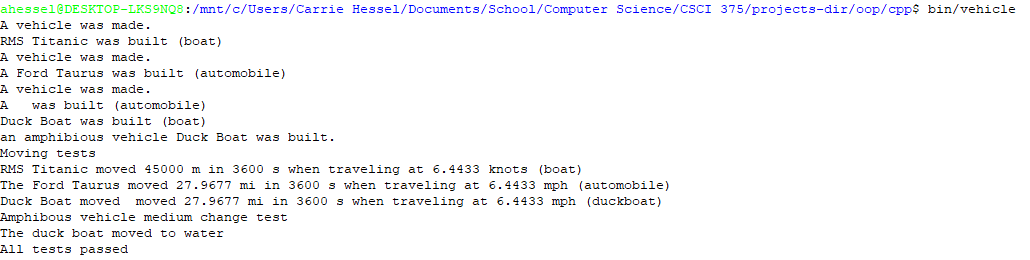 ahessel@DESKTOP-LKS9NQ8:/mnt/c/Users/Carrie Hessel/Documents/School/Computer Science/CSCI 375/projects-dir/oop/cpp$ bin/vehicle
A vehicle was made.
RMS Titanic was built (boat)
A vehicle was made.
A Ford Taurus was built (automobile)
A vehicle was made.
A   was built (automobile)
Duck Boat was built (boat)
an amphibious vehicle Duck Boat was built.
Moving tests
RMS Titanic moved 45000 m in 3600 s when traveling at 6.4433 knots (boat)
The Ford Taurus moved 27.9677 mi in 3600 s when traveling at 6.4433 mph (automobile)
Duck Boat moved  moved 27.9677 mi in 3600 s when traveling at 6.4433 mph (duckboat)
Amphibous vehicle medium change test
The duck boat moved to water
All tests passed